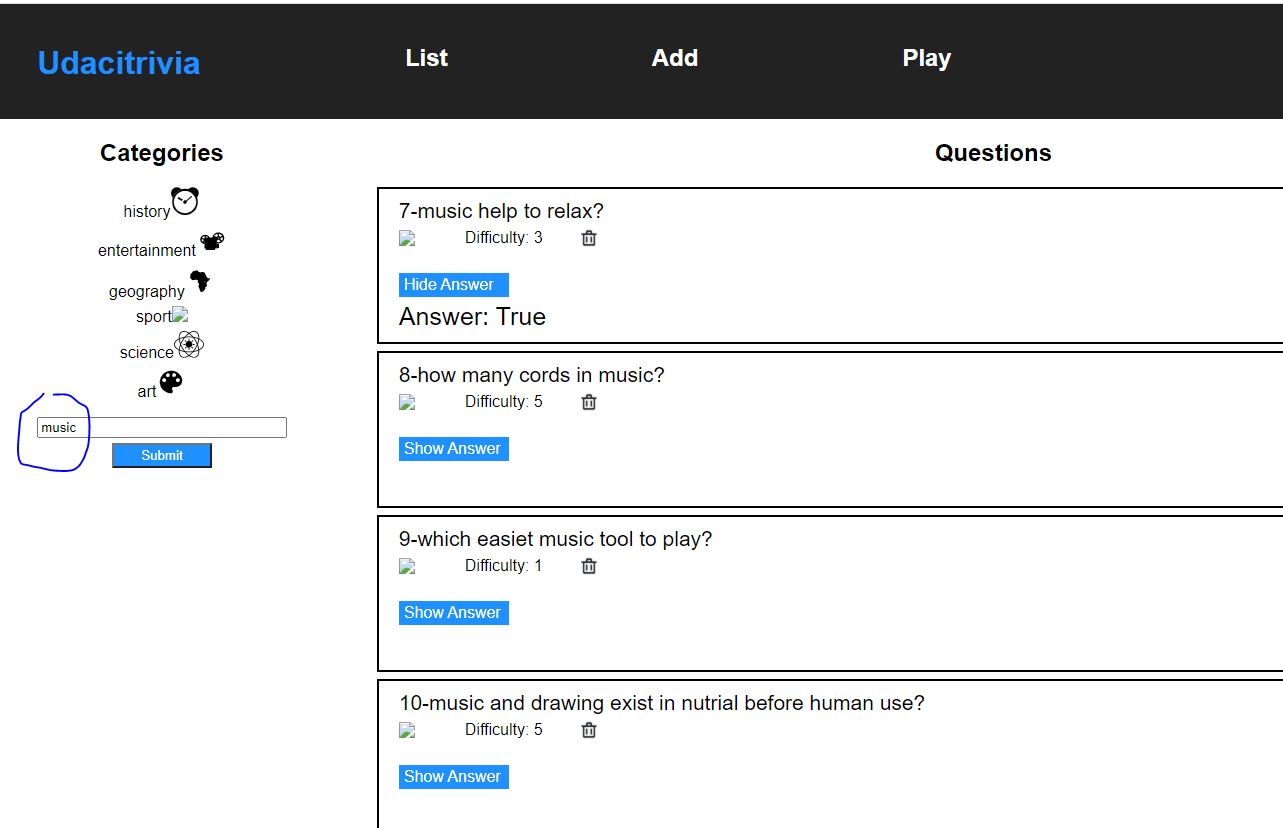 Udacitrivia List Add Play
Categories
history
entertainment
geography
sport
science
art
music
Submit
Questions
7-music help to relax?
Difficulty: 3
Hide Answer
Answer: True
8-how many cords in music?
Difficulty: 5
Show Answer
9-which easiet music tool to play?
Difficulty: 1
Show Answer
10-music and drawing exist in nutrial before human use?
Difficulty: 5
Show Answer